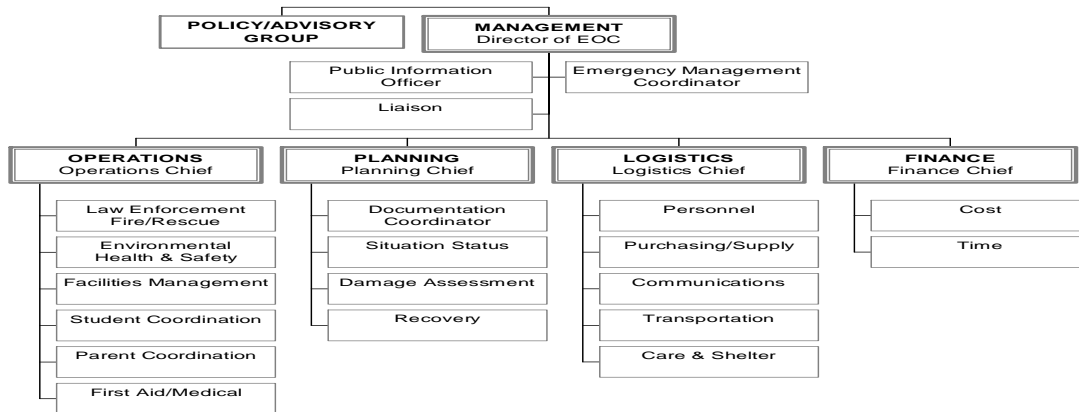 POLICY/ADVISORY
GROUP
MANAGEMENT
Director of EOC
Public Information
Officer
Emergency Management
Coordinator
Liaison
OPERATIONS
Operations Chief
Law Enforcement
Fire/Rescue
Environmental
Health & Safety
Facilities Management
Student Coordination
Parent Coordination
First Aid/Medical
PLANNING
Planning Chief
Documentation
Coordinator
Situation Status
Damage Assessment
Recovery
LOGISTICS
Logistics Chief
Personnel
Purchasing/Supply
Communications
Transportation
Care & Shelter
FINANCE
Finance Chief
Cost
Time